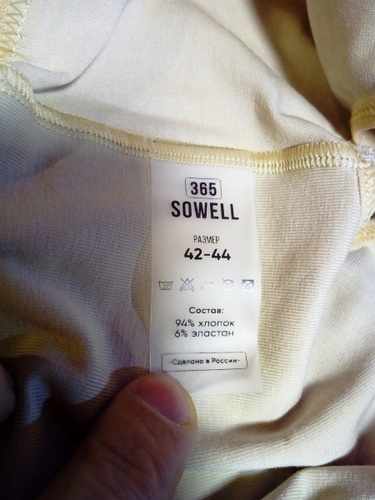 365
SOWELL
РАЗМЕР
42-44
Состав:
94% хлопок
6% эластан
-Сделано в России-